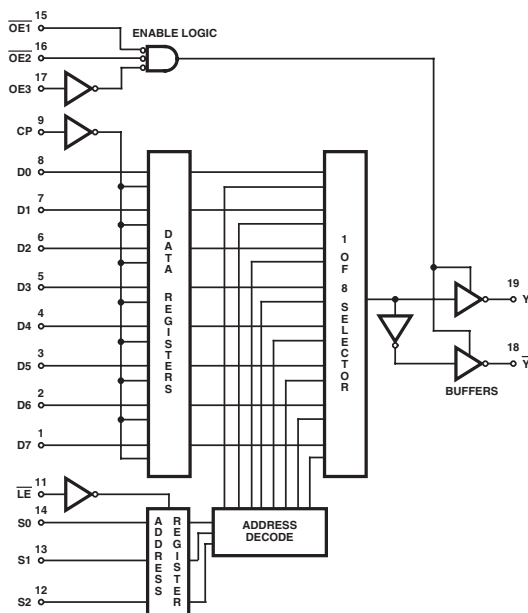 15
OE1
ENABLE LOGIC
16
OE2
17
OE3
9
CP
8
D0
7
D1
6
D2
5
D3
4
D4
3
D5
2
D6
1
D7
DATA REGISTERS
1 OF 8 SELECTOR
19
Y
18
Y
BUFFERS
11
LE
14
S0
13
S1
12
S2
ADDRESS REGISTER
ADDRESS
DECODE